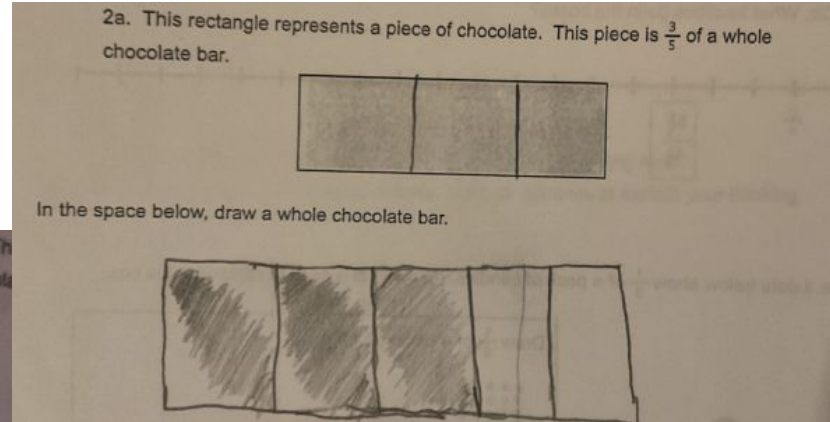 2a. This rectangle represents a piece of chocolate. This piece is 3/5 of a whole
chocolate bar.
In the space below, draw a whole chocolate bar.